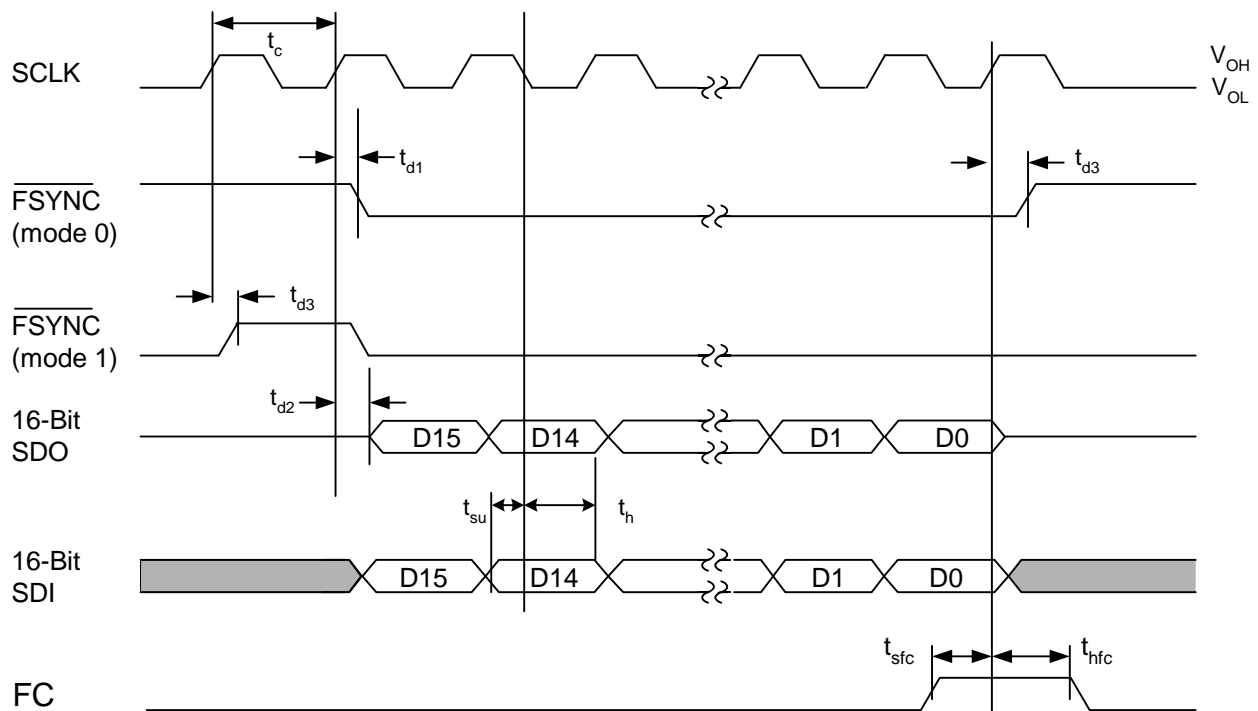 t_c
SCLK
V_OH
V_OL
t_d1
t_d3
FSYNC
(mode 0)
t_d3
FSYNC
(mode 1)
t_d2
16-Bit
SDO
D15 D14 D1 D0
t_su t_h
16-Bit
SDI
D15 D14 D1 D0
t_sfc t_hfc
FC